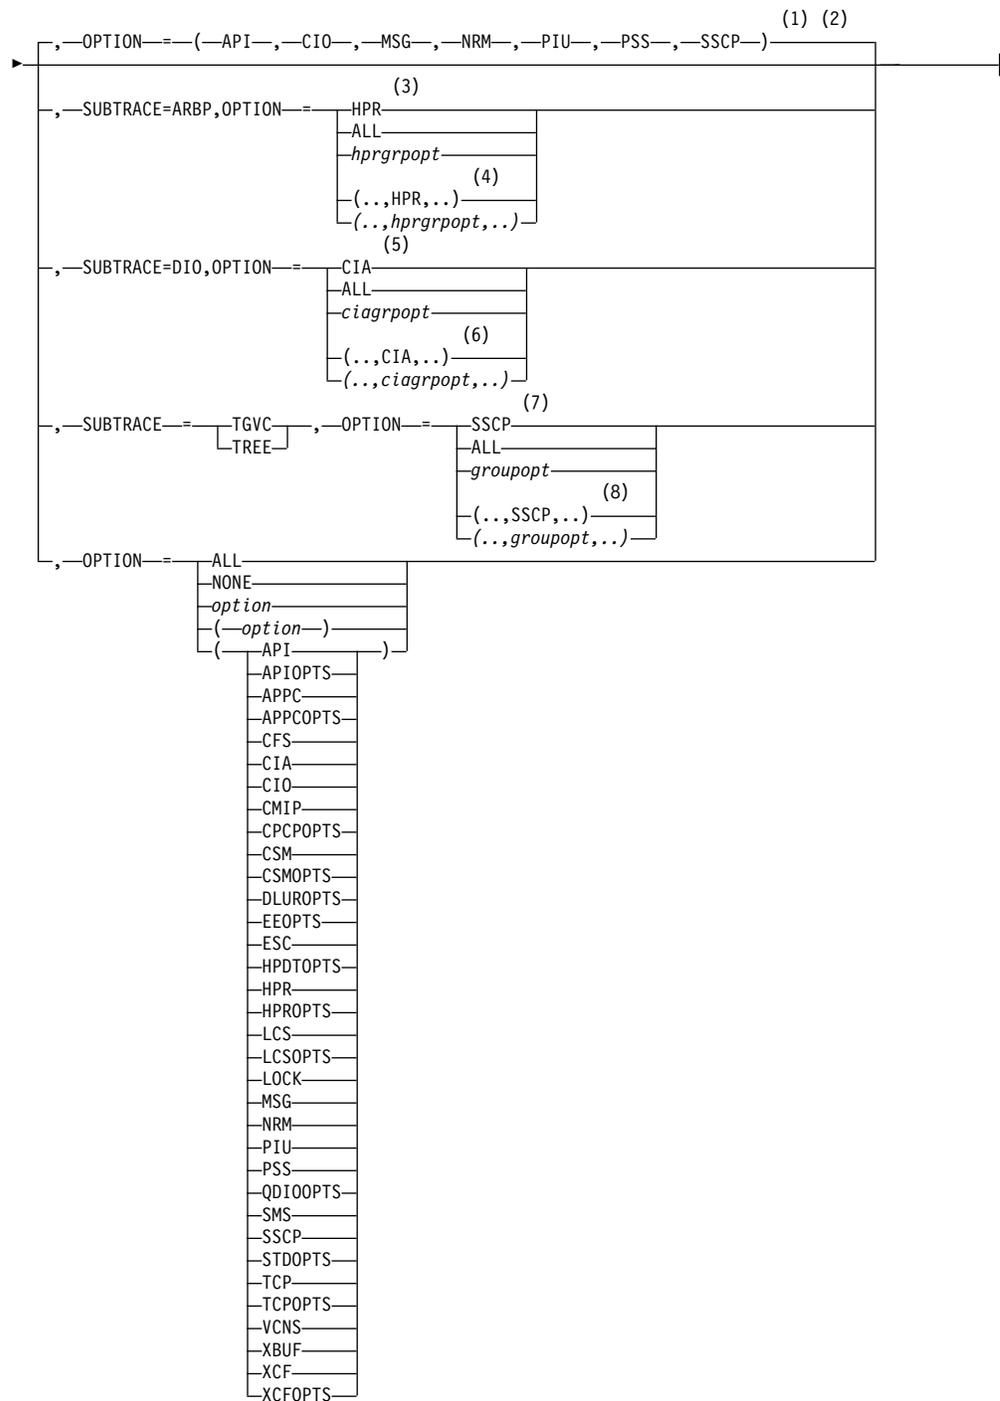 (1) (2)
, OPTION = ( API , CIO , MSG , NRM , PIU , PSS , SSCP )
(3)
, SUBTRACE=ARBP,OPTION = HPR
ALL
hprgrpopt
(4)
(..,HPR,..)
(..,hprgrpopt,..)
(5)
, SUBTRACE=DIO,OPTION = CIA
ALL
ciagrpopt
(6)
(..,CIA,..)
(..,ciagrpopt,..)
(7)
, SUBTRACE = TGVC , OPTION = SSCP
TREE ALL
groupopt
(8)
(..,SSCP,..)
(..,groupopt,..)
, OPTION = ALL
NONE
option
( option )
( API )
APIOPTS
APPC
APPCOPTS
CFS
CIA
CIO
CMIP
CPCPOPTS
CSM
CSMOPTS
DLUROPTS
EEOPTS
ESC
HPDTOPTS
HPR
HPROPTS
LCS
LCSOPTS
LOCK
MSG
NRM
PIU
PSS
QDIOOPTS
SMS
SSCP
STDOPTS
TCP
TCPOPTS
VCNS
XBUF
XCF
XCFOPTS